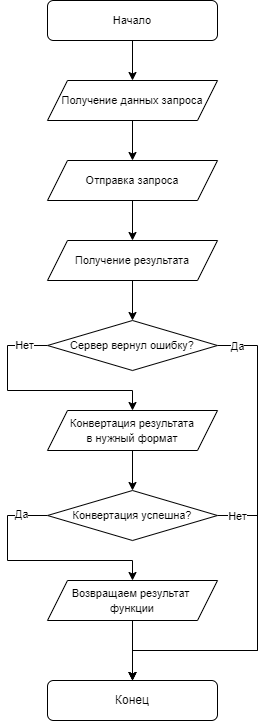 Начало
Получение данных запроса
Отправка запроса
Получение результата
Сервер вернул ошибку?
Нет
Да
Конвертация результата
в нужный формат
Конвертация успешна?
Да
Нет
Возвращаем результат
функции
Конец